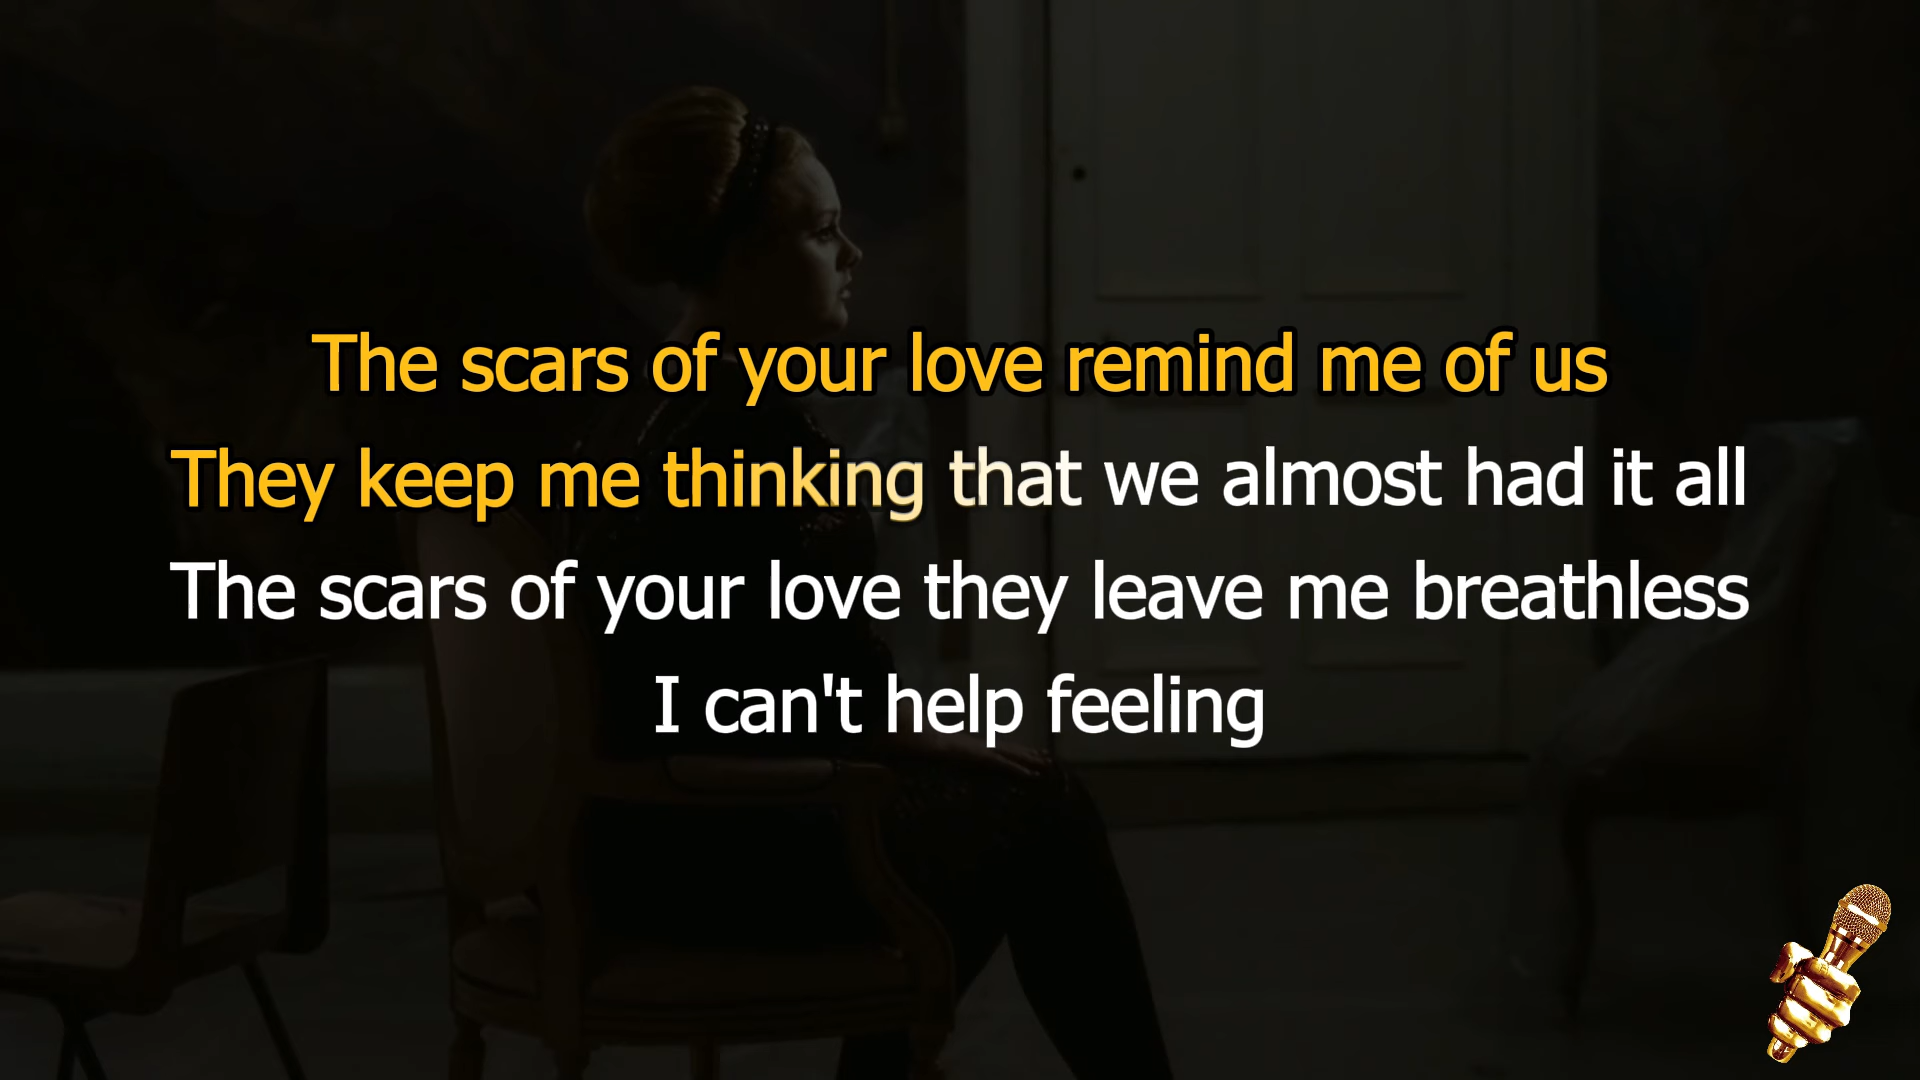 The scars of your love remind me of us
They keep me thinking that we almost had it all
The scars of your love they leave me breathless
I can't help feeling